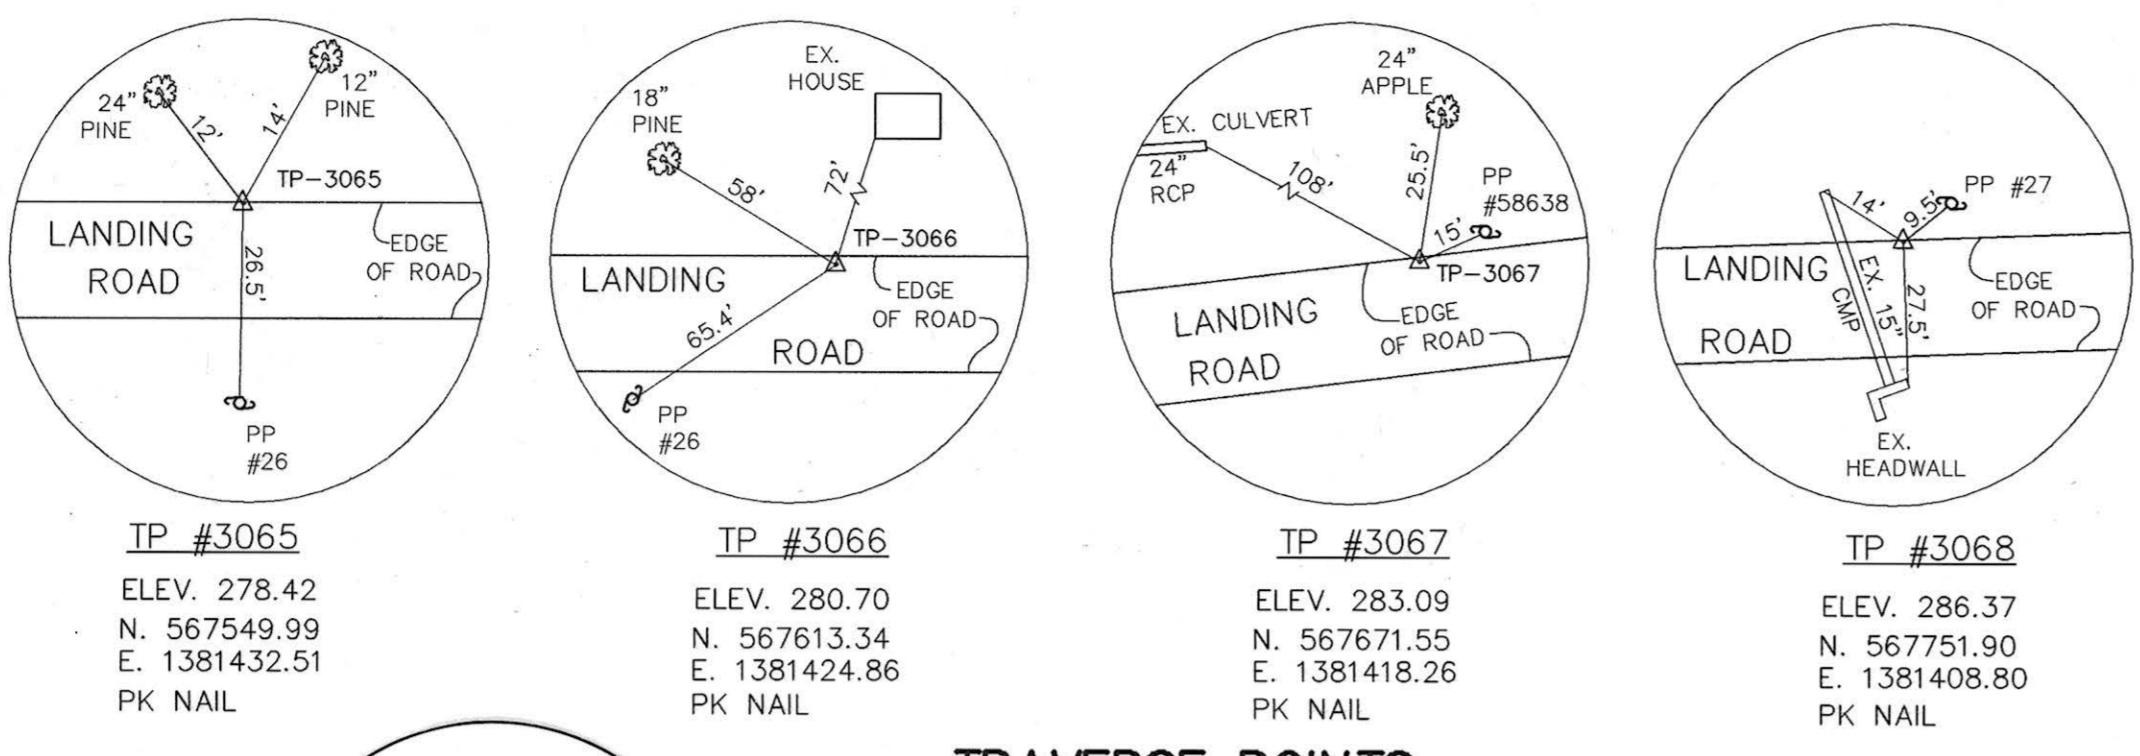 24"
PINE
12'
14'
12"
PINE
TP-3065
LANDING
ROAD
26.5'
EDGE
OF ROAD
PP
#26
TP #3065
ELEV. 278.42
N. 567549.99
E. 1381432.51
PK NAIL
EX.
HOUSE
18"
PINE
58'
72'
TP-3066
LANDING
ROAD
EDGE
OF ROAD
65.4'
PP
#26
TP #3066
ELEV. 280.70
N. 567613.34
E. 1381424.86
PK NAIL
24"
APPLE
EX. CULVERT
24"
RCP
108'
25.5'
PP
#58638
15'
TP-3067
LANDING
ROAD
EDGE
OF ROAD
TP #3067
ELEV. 283.09
N. 567671.55
E. 1381418.26
PK NAIL
14'
9.5'
PP #27
LANDING
ROAD
EX. 15"
CMP
27.5'
EDGE
OF ROAD
EX.
HEADWALL
TP #3068
ELEV. 286.37
N. 567751.90
E. 1381408.80
PK NAIL